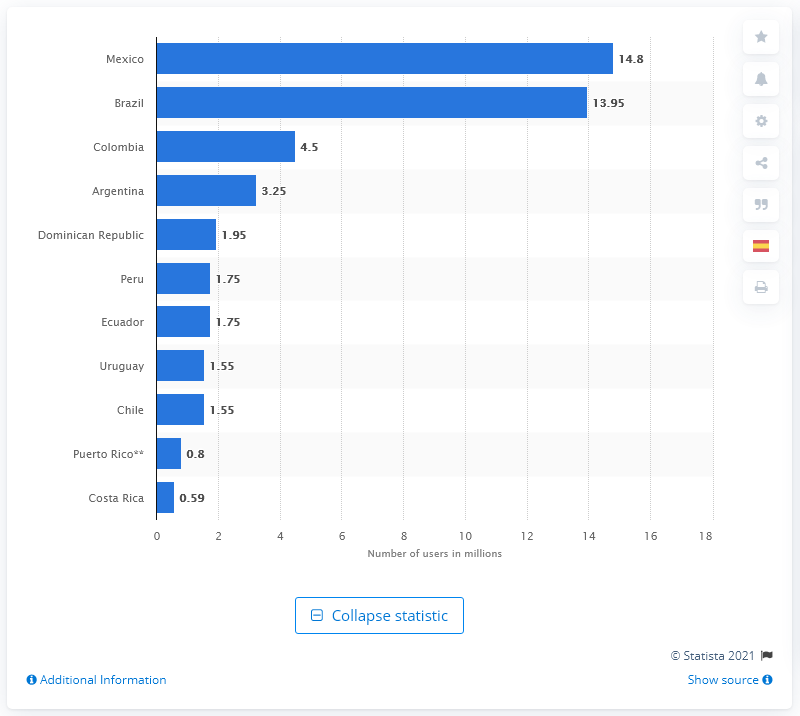 Mexico 14.8
Brazil 13.95
Colombia 4.5
Argentina 3.25
Dominican Republic 1.95
Peru 1.75
Ecuador 1.75
Uruguay 1.55
Chile 1.55
Puerto Rico** 0.8
Costa Rica 0.59
0 2 4 6 8 10 12 14 16 18
Number of users in millions
Collapse statistic
© Statista 2021
Additional Information Show source